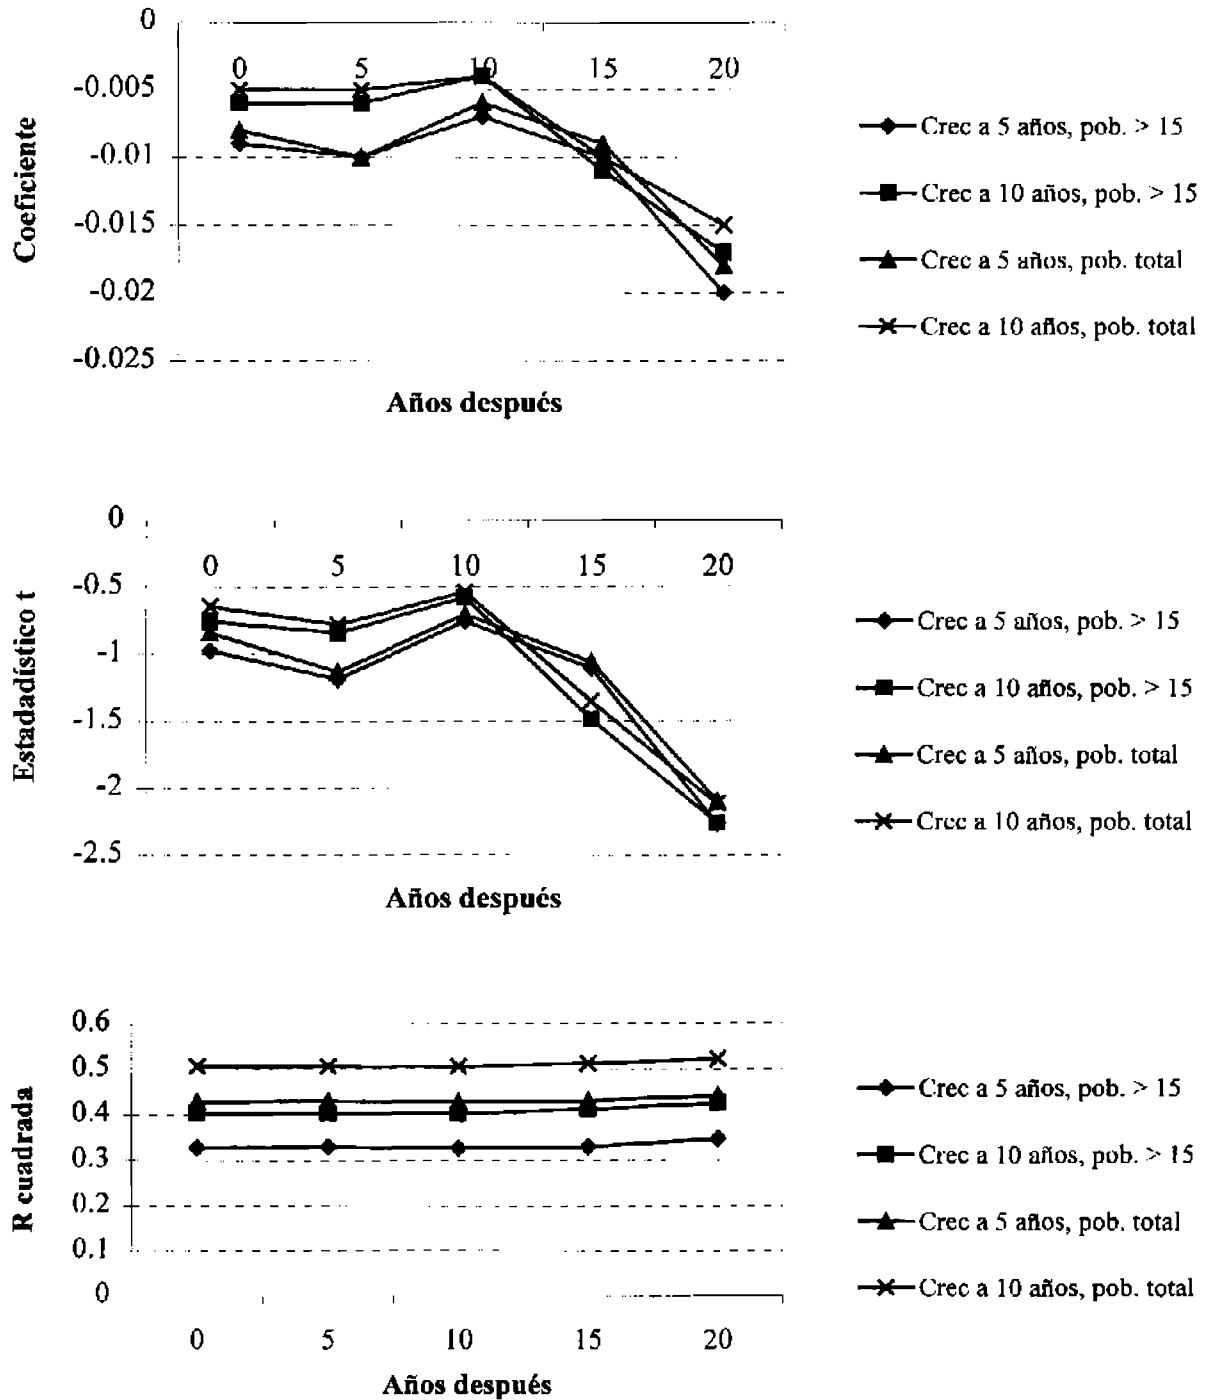 0
0 5 10 15 20
-0.005
-0.01
-0.015
-0.02
-0.025
Coeficiente
Años después
Crec a 5 años, pob. > 15
Crec a 10 años, pob. > 15
Crec a 5 años, pob. total
Crec a 10 años, pob. total
0
0 5 10 15 20
-0.5
-1
-1.5
-2
-2.5
Estadadístico t
Años después
Crec a 5 años, pob. > 15
Crec a 10 años, pob. > 15
Crec a 5 años, pob. total
Crec a 10 años, pob. total
0.6
0.5
0.4
0.3
0.2
0.1
0
R cuadrada
0 5 10 15 20
Años después
Crec a 5 años, pob. > 15
Crec a 10 años, pob. > 15
Crec a 5 años, pob. total
Crec a 10 años, pob. total